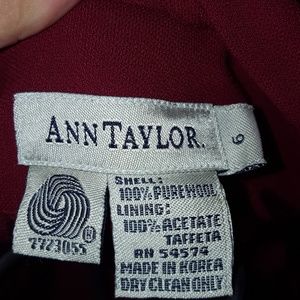 ANN TAYLOR.
6
7723055
SHELL:
100% PURE WOOL
LINING:
100% ACETATE
TAFFETA
RN 54574
MADE IN KOREA
DRY CLEAN ONLY